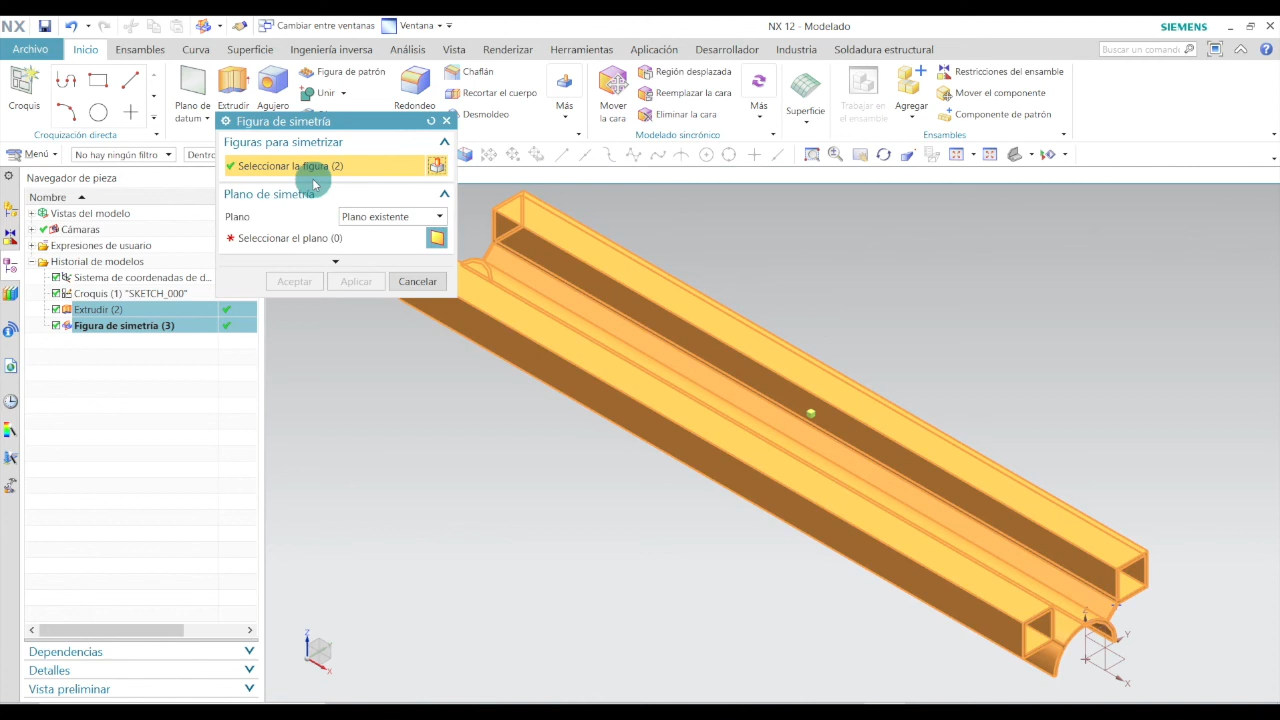 NX
Cambiar entre ventanas
Ventana
NX 12 - Modelado
SIEMENS
Archivo
Inicio
Ensambles
Curva
Superficie
Ingeniería inversa
Análisis
Vista
Renderizar
Herramientas
Aplicación
Desarrollar
Industria
Soldadura estructural
Buscar un comando
Croquis
Croquización directa
Plano de datum
Extrudir
Agujero
Figura de patrón
Unir
Redondeo
Chaflán
Recortar el cuerpo
Desmoldeo
Más
Mover la cara
Región desplazada
Reemplazar la cara
Eliminar la cara
Más
Modelado sincrónico
Superficie
Trabajar en el ensamble
Agregar
Restricciones del ensamble
Mover el componente
Componente de patrón
Ensambles
Menú
No hay ningún filtro
Dentro
Figura de simetría
Figuras para simetrizar
Seleccionar la figura (2)
Plano de simetría
Plano
Plano existente
* Seleccionar el plano (0)
Aceptar
Aplicar
Cancelar
Navegador de pieza
Nombre
Vistas del modelo
Cámaras
Expresiones de usuario
Historial de modelos
Sistema de coordenadas de d...
Croquis (1) "SKETCH_000"
Extrudir (2)
Figura de simetría (3)
Dependencias
Detalles
Vista preliminar
Z
X
Z
Y
X